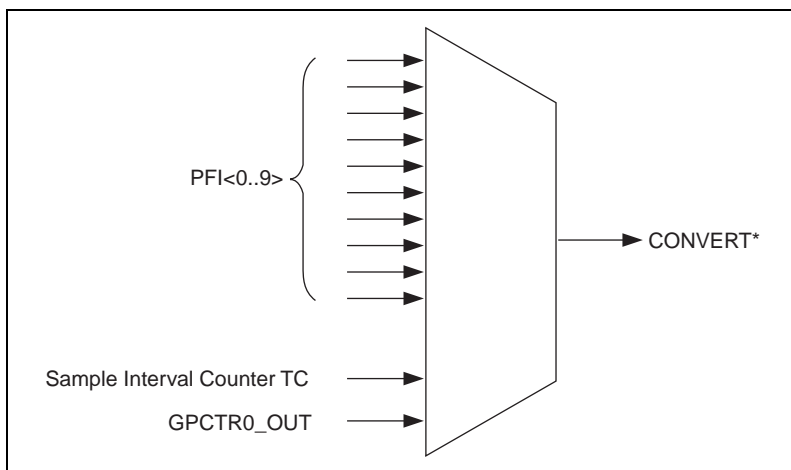 PFI<0..9>
CONVERT*
Sample Interval Counter TC
GPCTR0_OUT